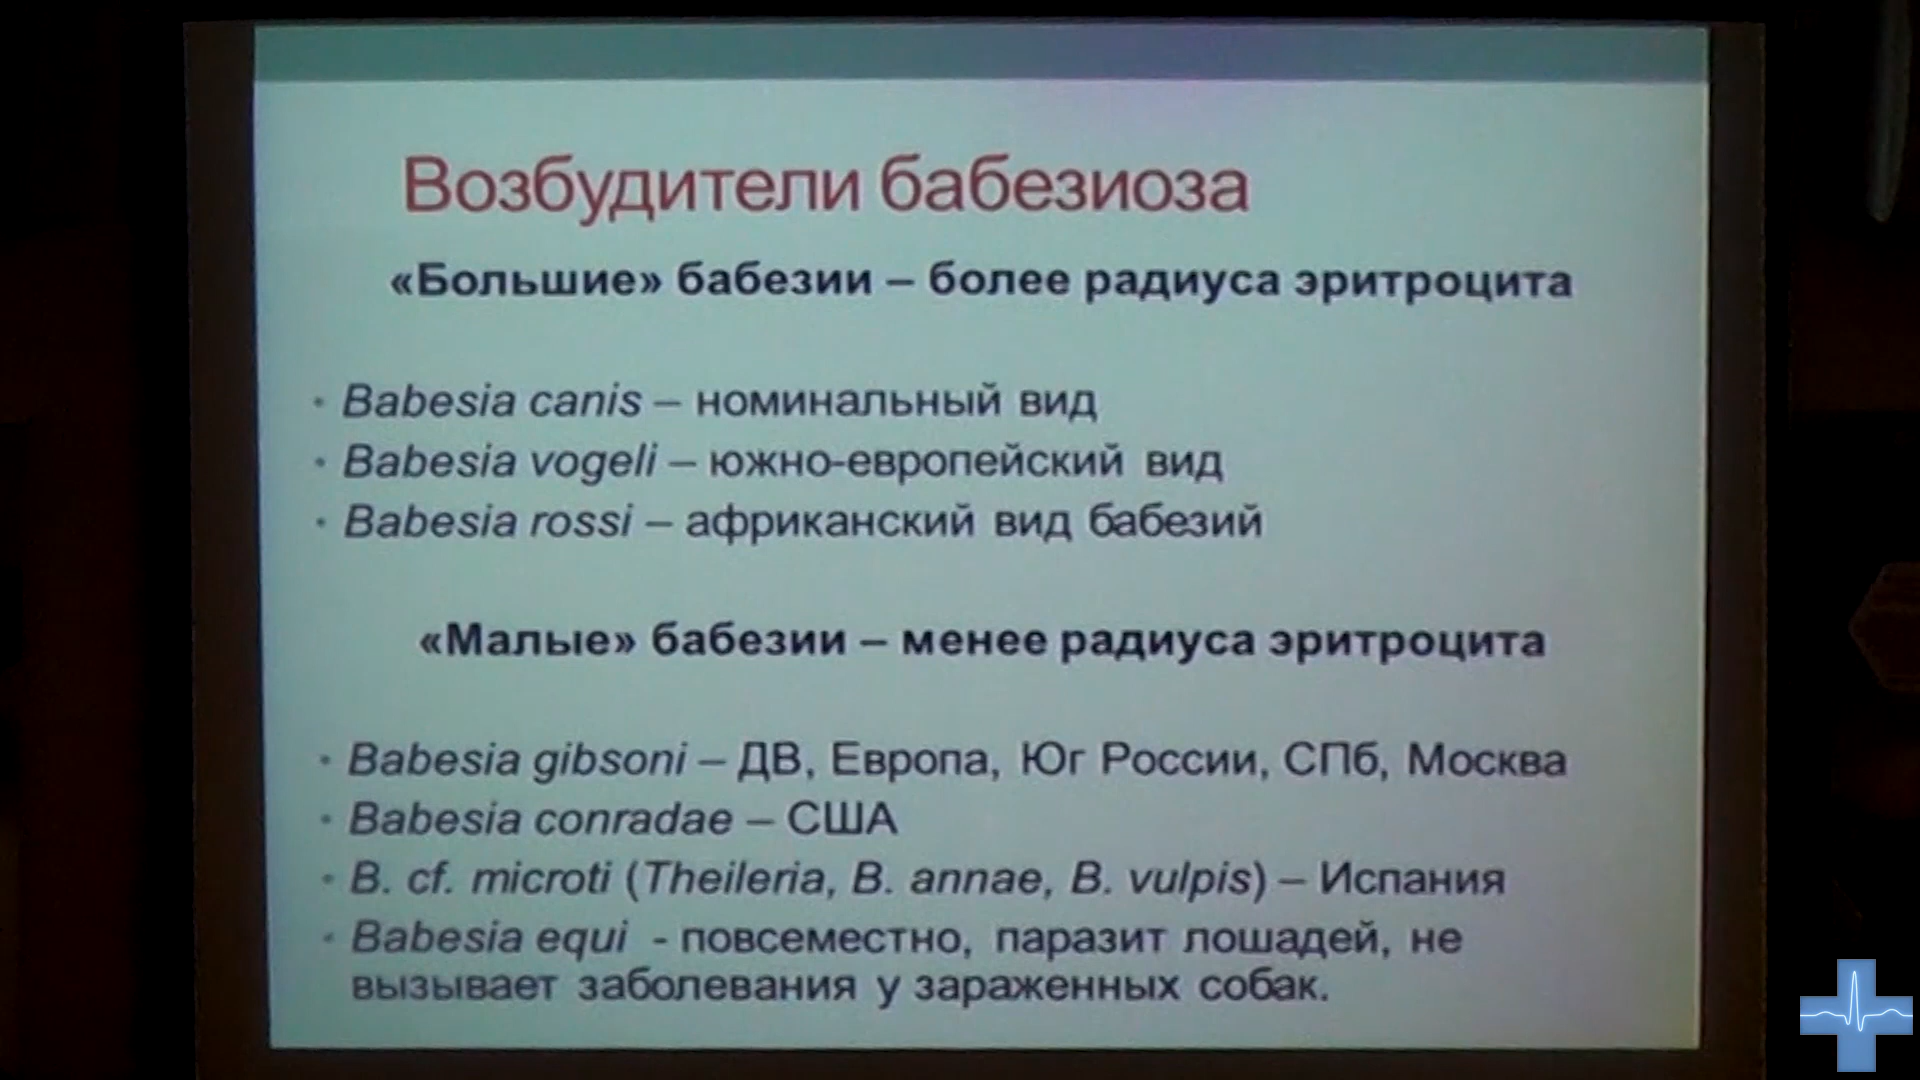 Возбудители бабезиоза
«Большие» бабезии – более радиуса эритроцита
• Babesia canis – номинальный вид
• Babesia vogeli – южно-европейский вид
• Babesia rossi – африканский вид бабезий
«Малые» бабезии – менее радиуса эритроцита
• Babesia gibsoni – ДВ, Европа, Юг России, СПб, Москва
• Babesia conradae – США
• B. cf. microti (Theileria, B. annae, B. vulpis) – Испания
• Babesia equi - повсеместно, паразит лошадей, не
вызывает заболевания у зараженных собак.